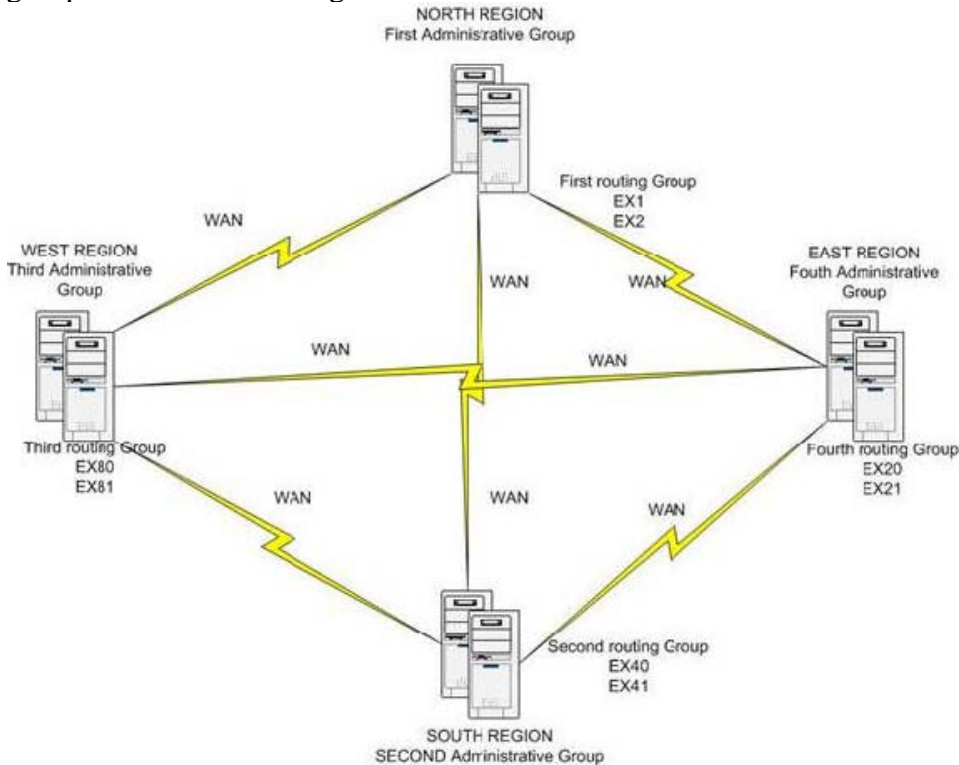 NORTH REGION
First Administrative Group
First routing Group
EX1
EX2
WAN
WEST REGION
Third Administrative
Group
EAST REGION
Fouth Administrative
Group
WAN
WAN
WAN
WAN
Third routing Group
EX80
EX81
Fourth routing Group
EX20
EX21
WAN
WAN
WAN
Second routing Group
EX40
EX41
SOUTH REGION
SECOND Administrative Group